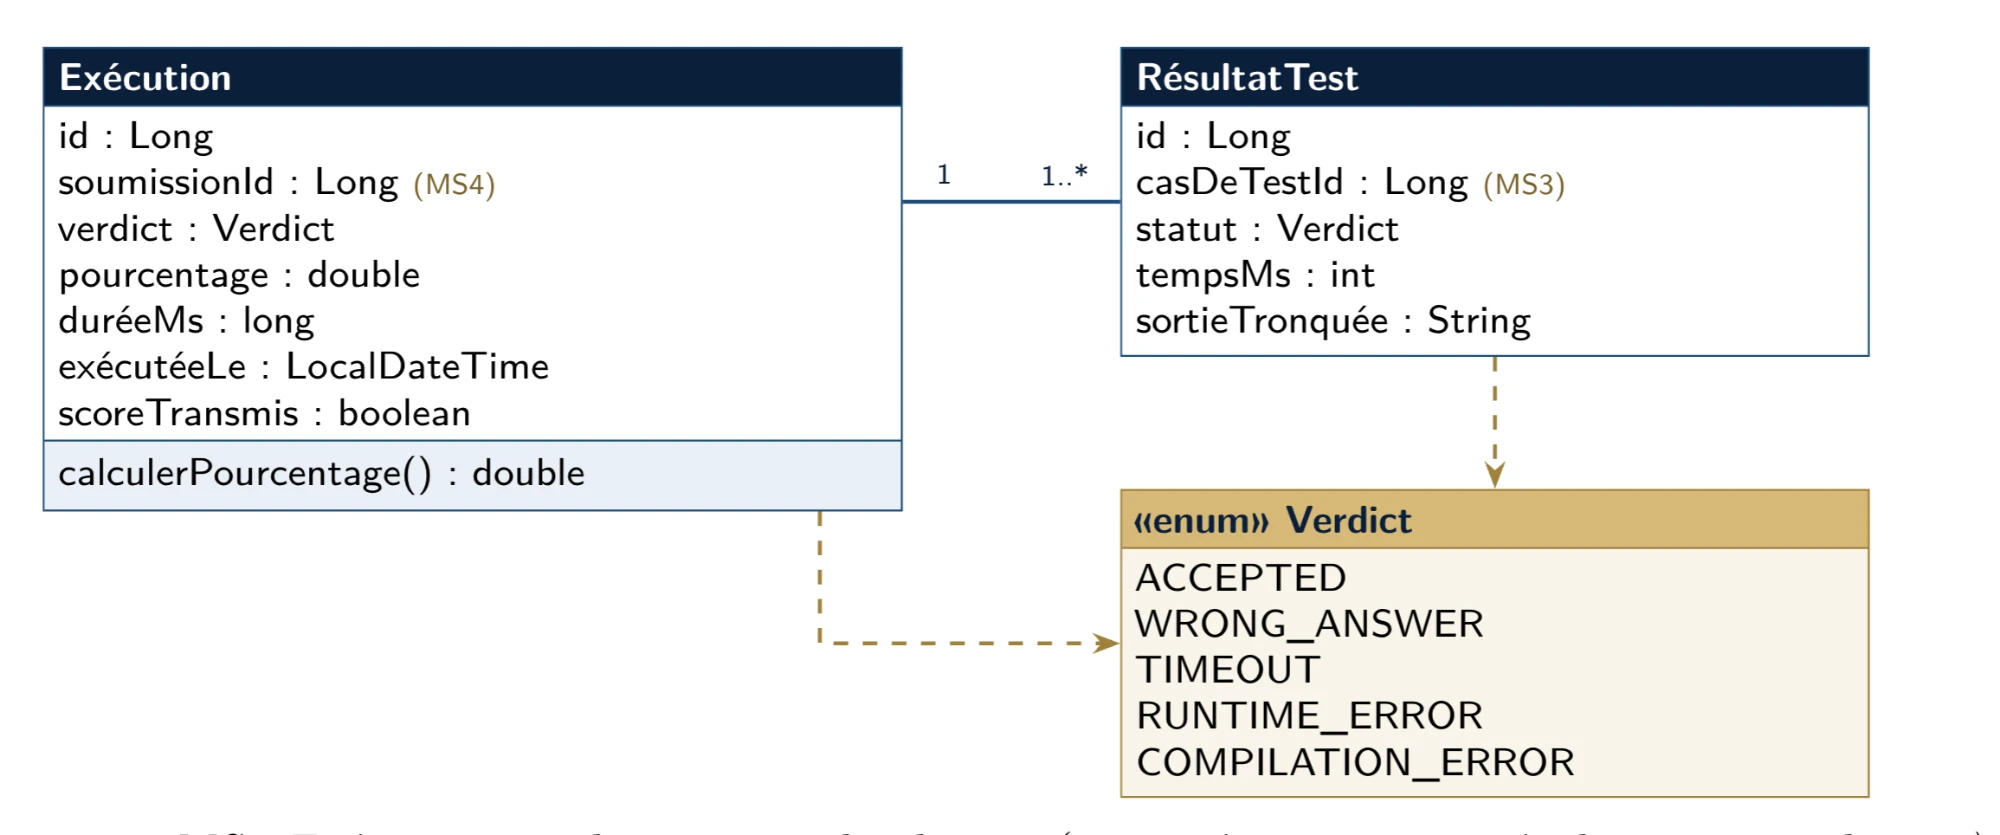 Exécution
id : Long
soumissionId : Long (MS4)
verdict : Verdict
pourcentage : double
duréeMs : long
exécutéeLe : LocalDateTime
scoreTransmis : boolean
calculerPourcentage() : double
1
1..*
RésultatTest
id : Long
casDeTestId : Long (MS3)
statut : Verdict
tempsMs : int
sortieTronquée : String
«enum» Verdict
ACCEPTED
WRONG_ANSWER
TIMEOUT
RUNTIME_ERROR
COMPILATION_ERROR